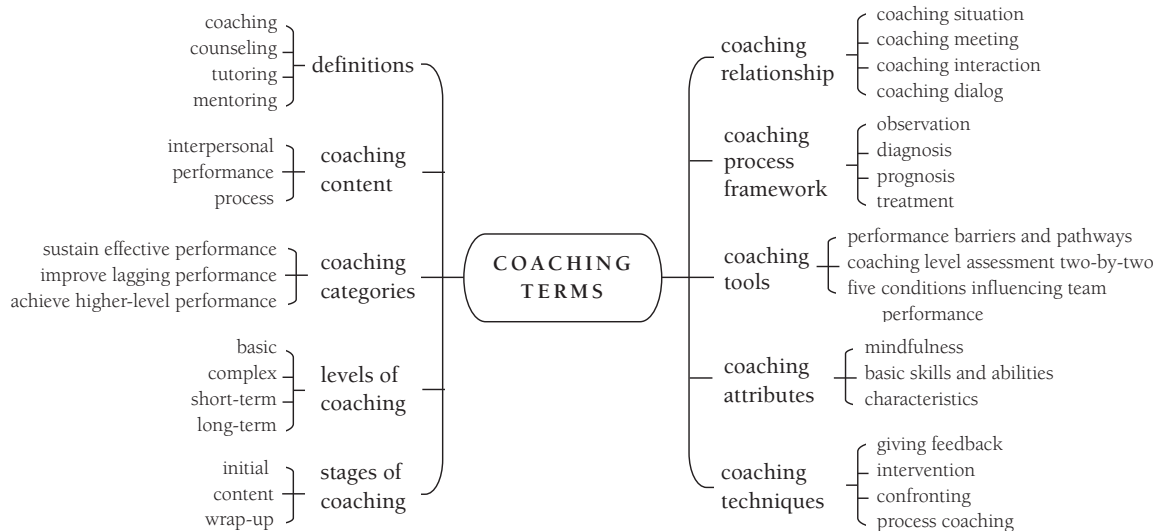 coaching
counseling
tutoring
mentoring
definitions
interpersonal
performance
process
coaching
content
sustain effective performance
improve lagging performance
achieve higher-level performance
coaching
categories
basic
complex
short-term
long-term
levels of
coaching
initial
content
wrap-up
stages of
coaching
COACHING
TERMS
coaching
relationship
coaching situation
coaching meeting
coaching interaction
coaching dialog
coaching
process
framework
observation
diagnosis
prognosis
treatment
coaching
tools
performance barriers and pathways
coaching level assessment two-by-two
five conditions influencing team
performance
coaching
attributes
mindfulness
basic skills and abilities
characteristics
coaching
techniques
giving feedback
intervention
confronting
process coaching